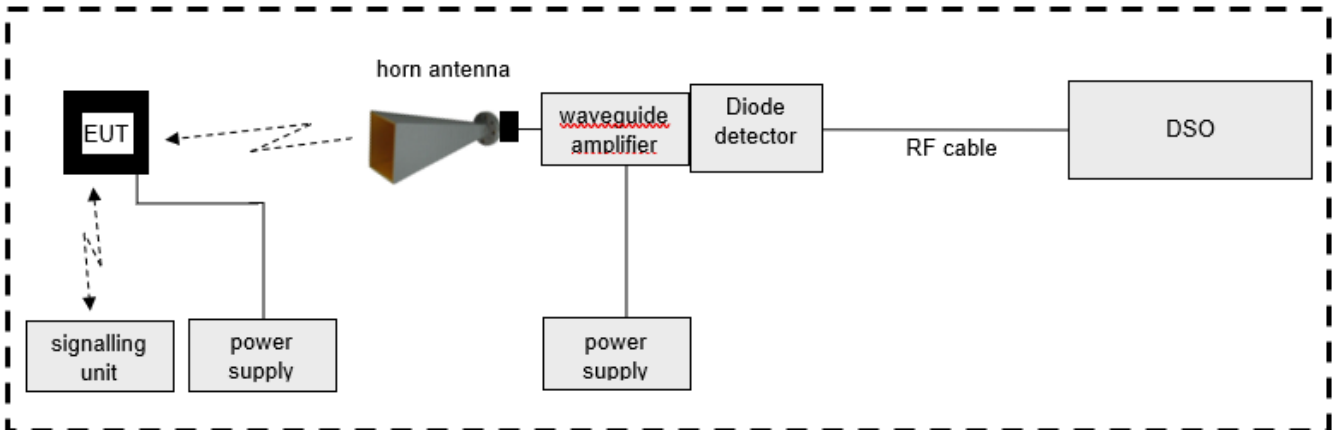 horn antenna
EUT
waveguide
amplifier
Diode
detector
RF cable
DSO
signalling
unit
power
supply
power
supply